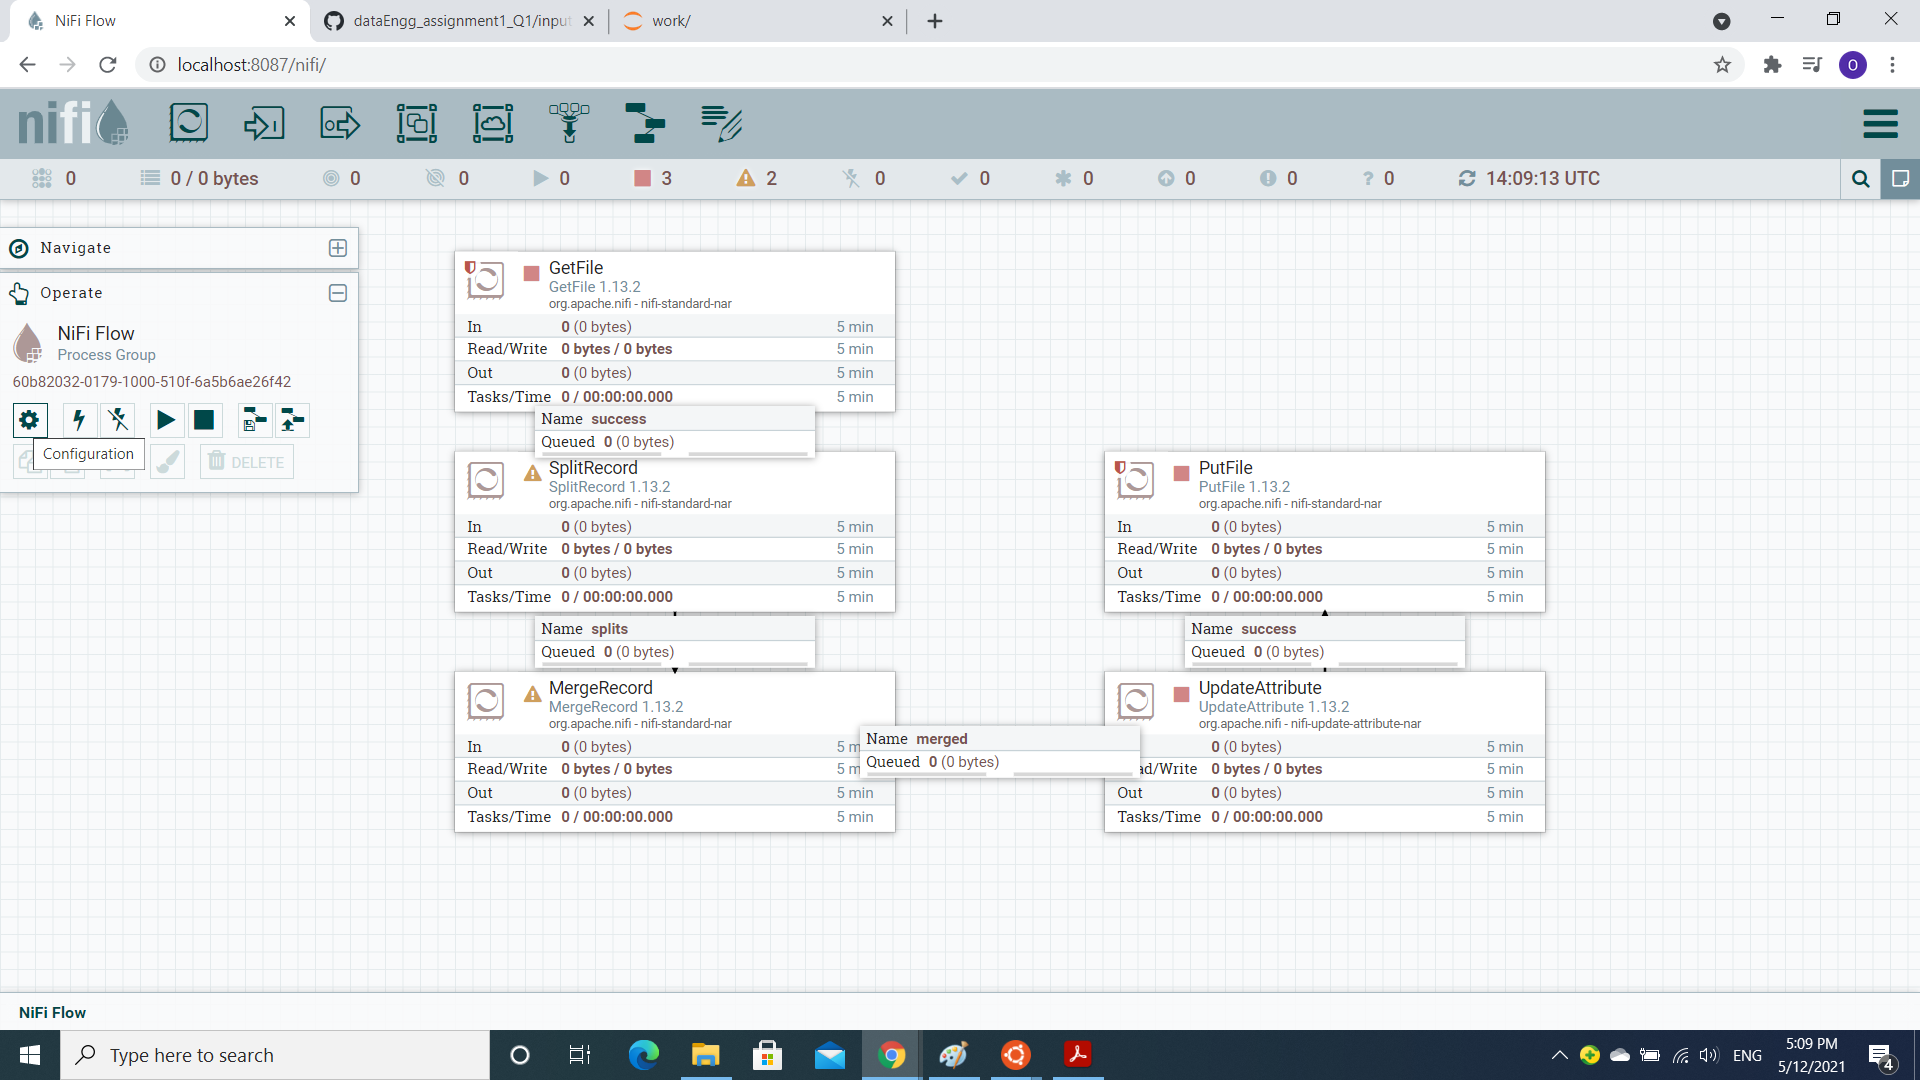 NiFi Flow
dataEngg_assignment1_Q1/input
work/
localhost:8087/nifi/
O
nifi
0
0 / 0 bytes
0
0
0
3
2
0
0
0
0
0
? 0
14:09:13 UTC
Navigate
Operate
NiFi Flow
Process Group
60b82032-0179-1000-510f-6a5b6ae26f42
Configuration
DELETE
GetFile
GetFile 1.13.2
org.apache.nifi - nifi-standard-nar
In 0 (0 bytes) 5 min
Read/Write 0 bytes / 0 bytes 5 min
Out 0 (0 bytes) 5 min
Tasks/Time 0 / 00:00:00.000 5 min
Name success
Queued 0 (0 bytes)
SplitRecord
SplitRecord 1.13.2
org.apache.nifi - nifi-standard-nar
In 0 (0 bytes) 5 min
Read/Write 0 bytes / 0 bytes 5 min
Out 0 (0 bytes) 5 min
Tasks/Time 0 / 00:00:00.000 5 min
Name splits
Queued 0 (0 bytes)
MergeRecord
MergeRecord 1.13.2
org.apache.nifi - nifi-standard-nar
In 0 (0 bytes) 5 m
Read/Write 0 bytes / 0 bytes 5 m
Out 0 (0 bytes) 5 min
Tasks/Time 0 / 00:00:00.000 5 min
Name merged
Queued 0 (0 bytes)
PutFile
PutFile 1.13.2
org.apache.nifi - nifi-standard-nar
In 0 (0 bytes) 5 min
Read/Write 0 bytes / 0 bytes 5 min
Out 0 (0 bytes) 5 min
Tasks/Time 0 / 00:00:00.000 5 min
Name success
Queued 0 (0 bytes)
UpdateAttribute
UpdateAttribute 1.13.2
org.apache.nifi - nifi-update-attribute-nar
0 (0 bytes) 5 min
ad/Write 0 bytes / 0 bytes 5 min
Out 0 (0 bytes) 5 min
Tasks/Time 0 / 00:00:00.000 5 min
NiFi Flow
Type here to search
ENG
5:09 PM
5/12/2021
4